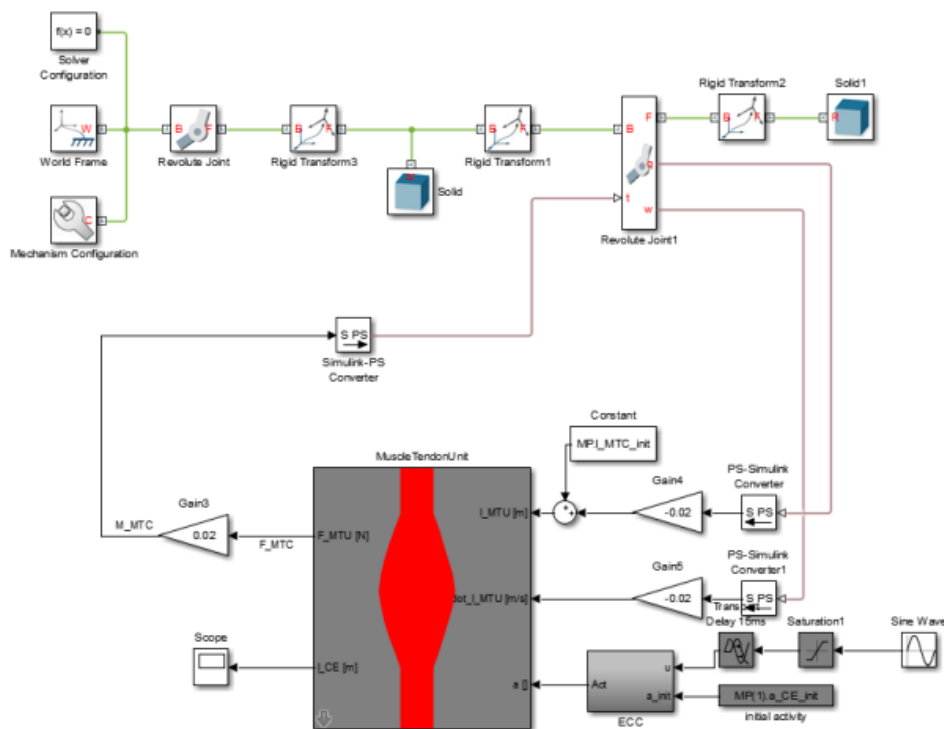 f(x) = 0
Solver
Configuration
W
World Frame
C
Mechanism Configuration
B
F
Revolute Joint
B
F
Rigid Transform3
R
Solid
B
F
Rigid Transform1
B
F
q
t
w
Revolute Joint1
Rigid Transform2
B
F
Solid1
R
S PS
Simulink-PS
Converter
Constant
MP.l_MTC_init
MuscleTendonUnit
Gain3
M_MTC
0.02
F_MTC
F_MTU [N]
l_MTU [m]
Gain4
-0.02
PS-Simulink
Converter
S PS
dot_l_MTU [m/s]
Gain5
-0.02
PS-Simulink
Converter1
S PS
Scope
l_CE [m]
a []
Act
u
a_init
ECC
Delay 15ms
Saturation1
Sine Wave
MP(1).a_CE_init
initial activity